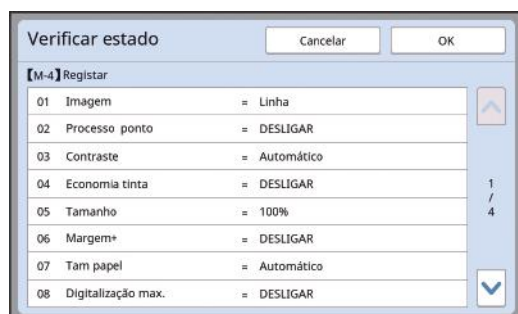 Verificar estado Cancelar OK
【M-4】Registar
01 Imagem = Linha
02 Processo ponto = DESLIGAR
03 Contraste = Automático
04 Economia tinta = DESLIGAR
05 Tamanho = 100%
06 Margem+ = DESLIGAR
07 Tam papel = Automático
08 Digitalização max. = DESLIGAR
1
/
4